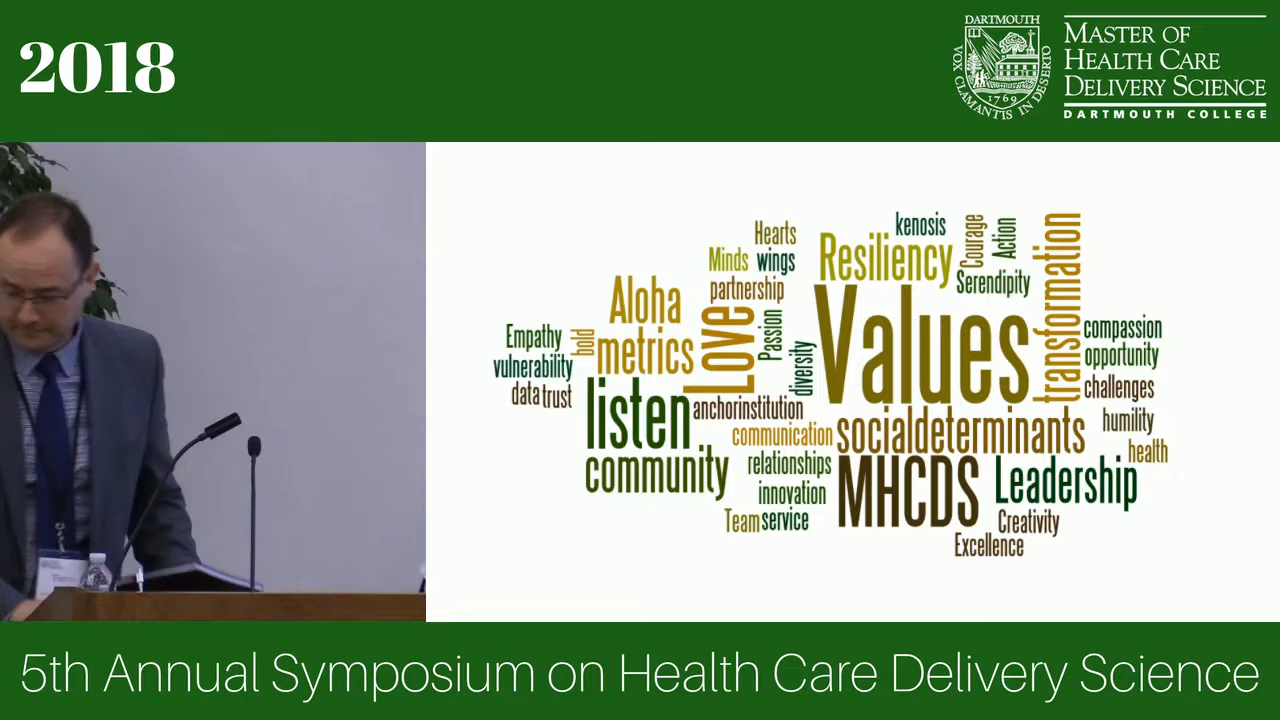 2018
DARTMOUTH
VOX CLAMANTIS IN DESERTO
1769
MASTER OF
HEALTH CARE
DELIVERY SCIENCE
DARTMOUTH COLLEGE
kenosis
Courage
Action
transformation
Hearts
Minds
wings
Resiliency
Serendipity
partnership
Aloha
Love
Passion
Values
Empathy
bold
metrics
diversity
compassion
vulnerability
opportunity
data
trust
listen
anchorinstitution
challenges
communication
socialdeterminants
humility
community
relationships
MHCDS
Leadership
health
innovation
Team
service
Creativity
Excellence
5th Annual Symposium on Health Care Delivery Science